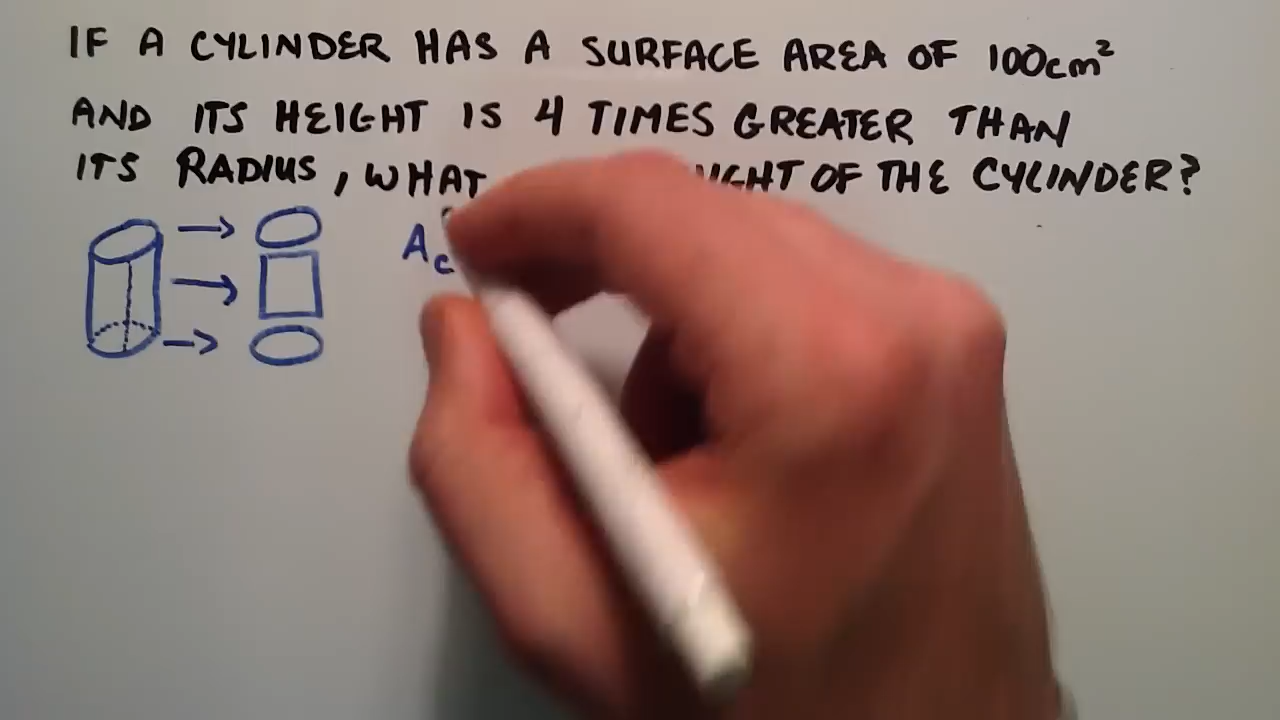 IF A CYLINDER HAS A SURFACE AREA OF 100cm²
AND ITS HEIGHT IS 4 TIMES GREATER THAN
ITS RADIUS, WHAT OF THE CYLINDER?
Ac